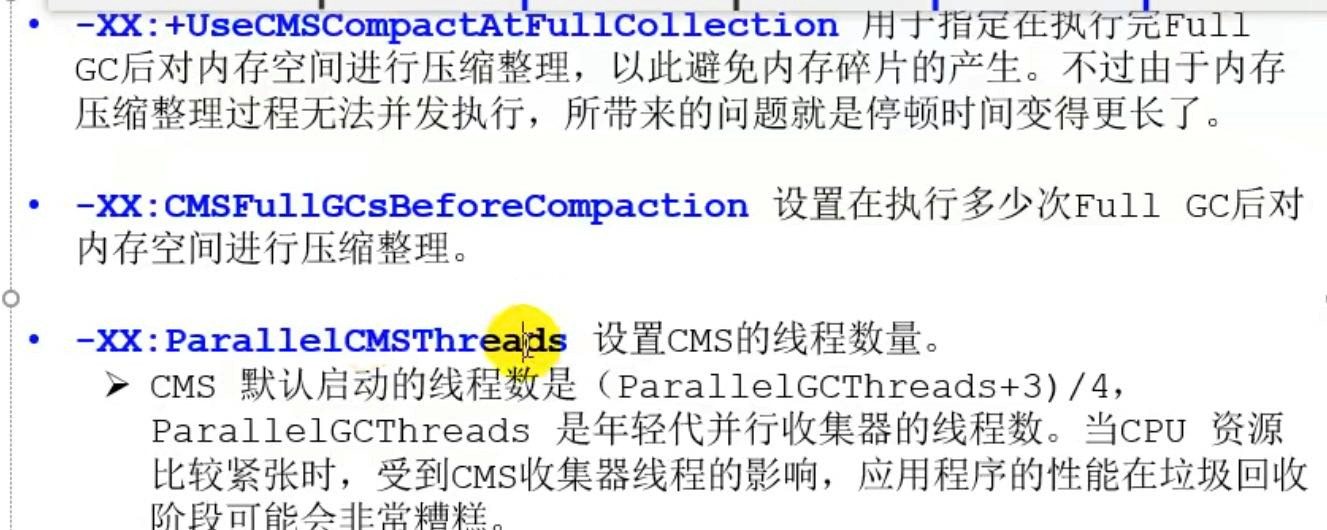 • -XX:+UseCMSCompactAtFullCollection 用于指定在执行完Full
GC后对内存空间进行压缩整理，以此避免内存碎片的产生。不过由于内存
压缩整理过程无法并发执行，所带来的问题就是停顿时间变得更长了。
• -XX:CMSFullGCsBeforeCompaction 设置在执行多少次Full GC后对
内存空间进行压缩整理。
• -XX:ParallelCMSThreads 设置CMS的线程数量。
➢ CMS 默认启动的线程数是（ParallelGCThreads+3)/4，
ParallelGCThreads 是年轻代并行收集器的线程数。当CPU 资源
比较紧张时，受到CMS收集器线程的影响，应用程序的性能在垃圾回收
阶段可能会非常糟糕。